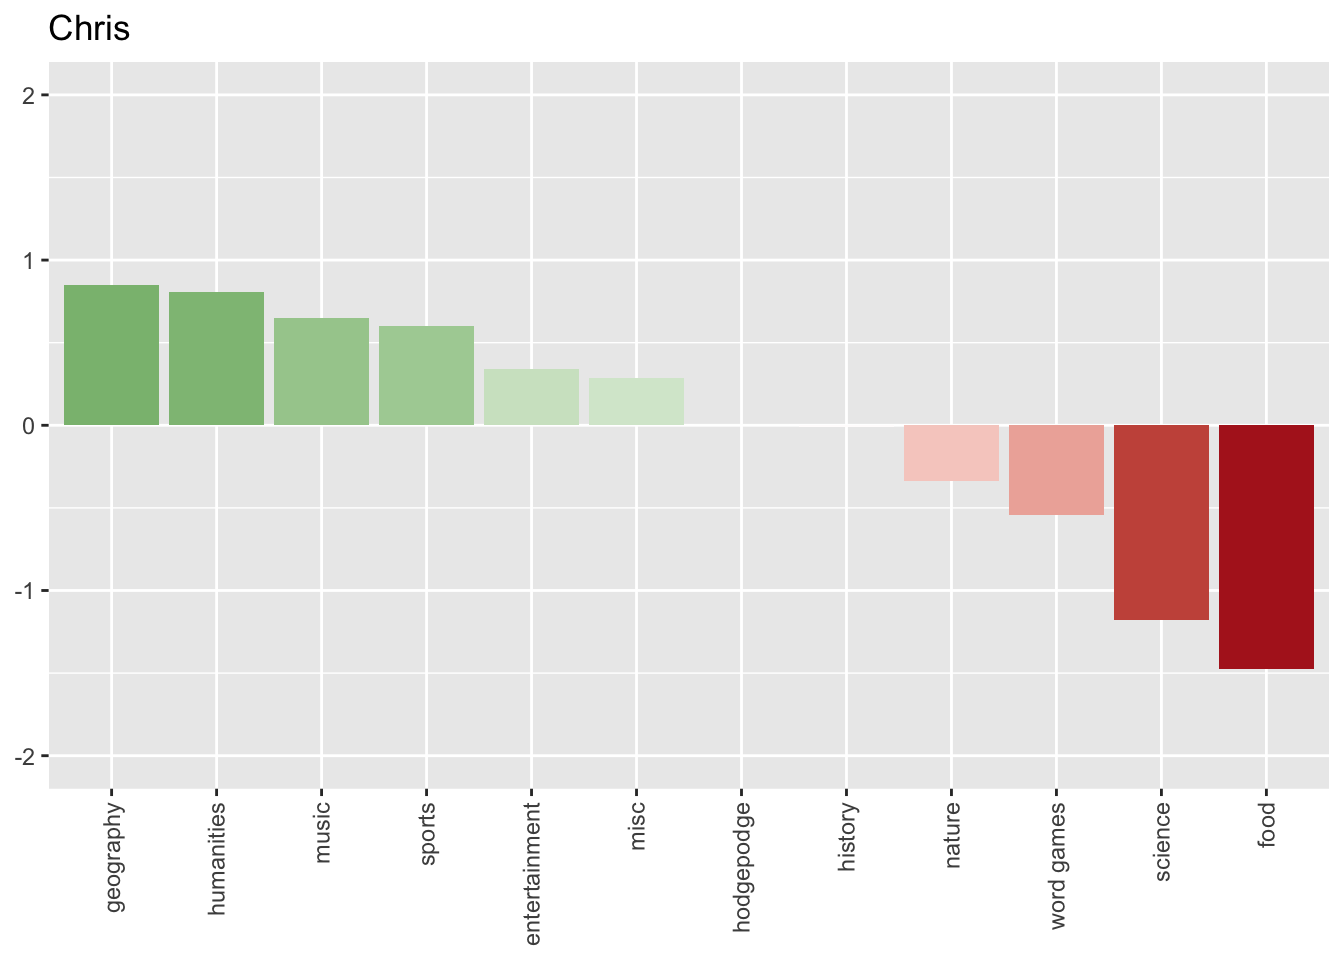 Chris
2
1
0
-1
-2
geography
humanities
music
sports
entertainment
misc
hodgepodge
history
nature
word games
science
food